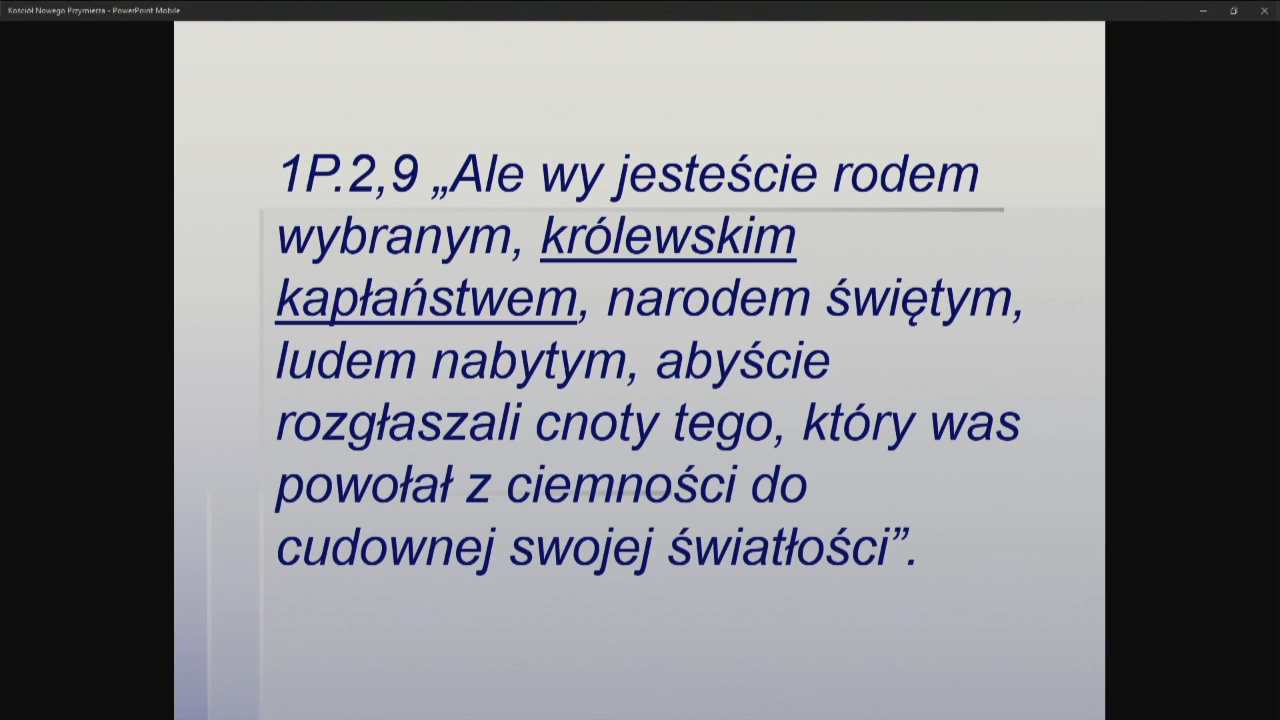 Kościół Nowego Przymierza - PowerPoint Mobile
1P.2,9 „Ale wy jesteście rodem
wybranym, królewskim
kapłaństwem, narodem świętym,
ludem nabytym, abyście
rozgłaszali cnoty tego, który was
powołał z ciemności do
cudownej swojej światłości”.